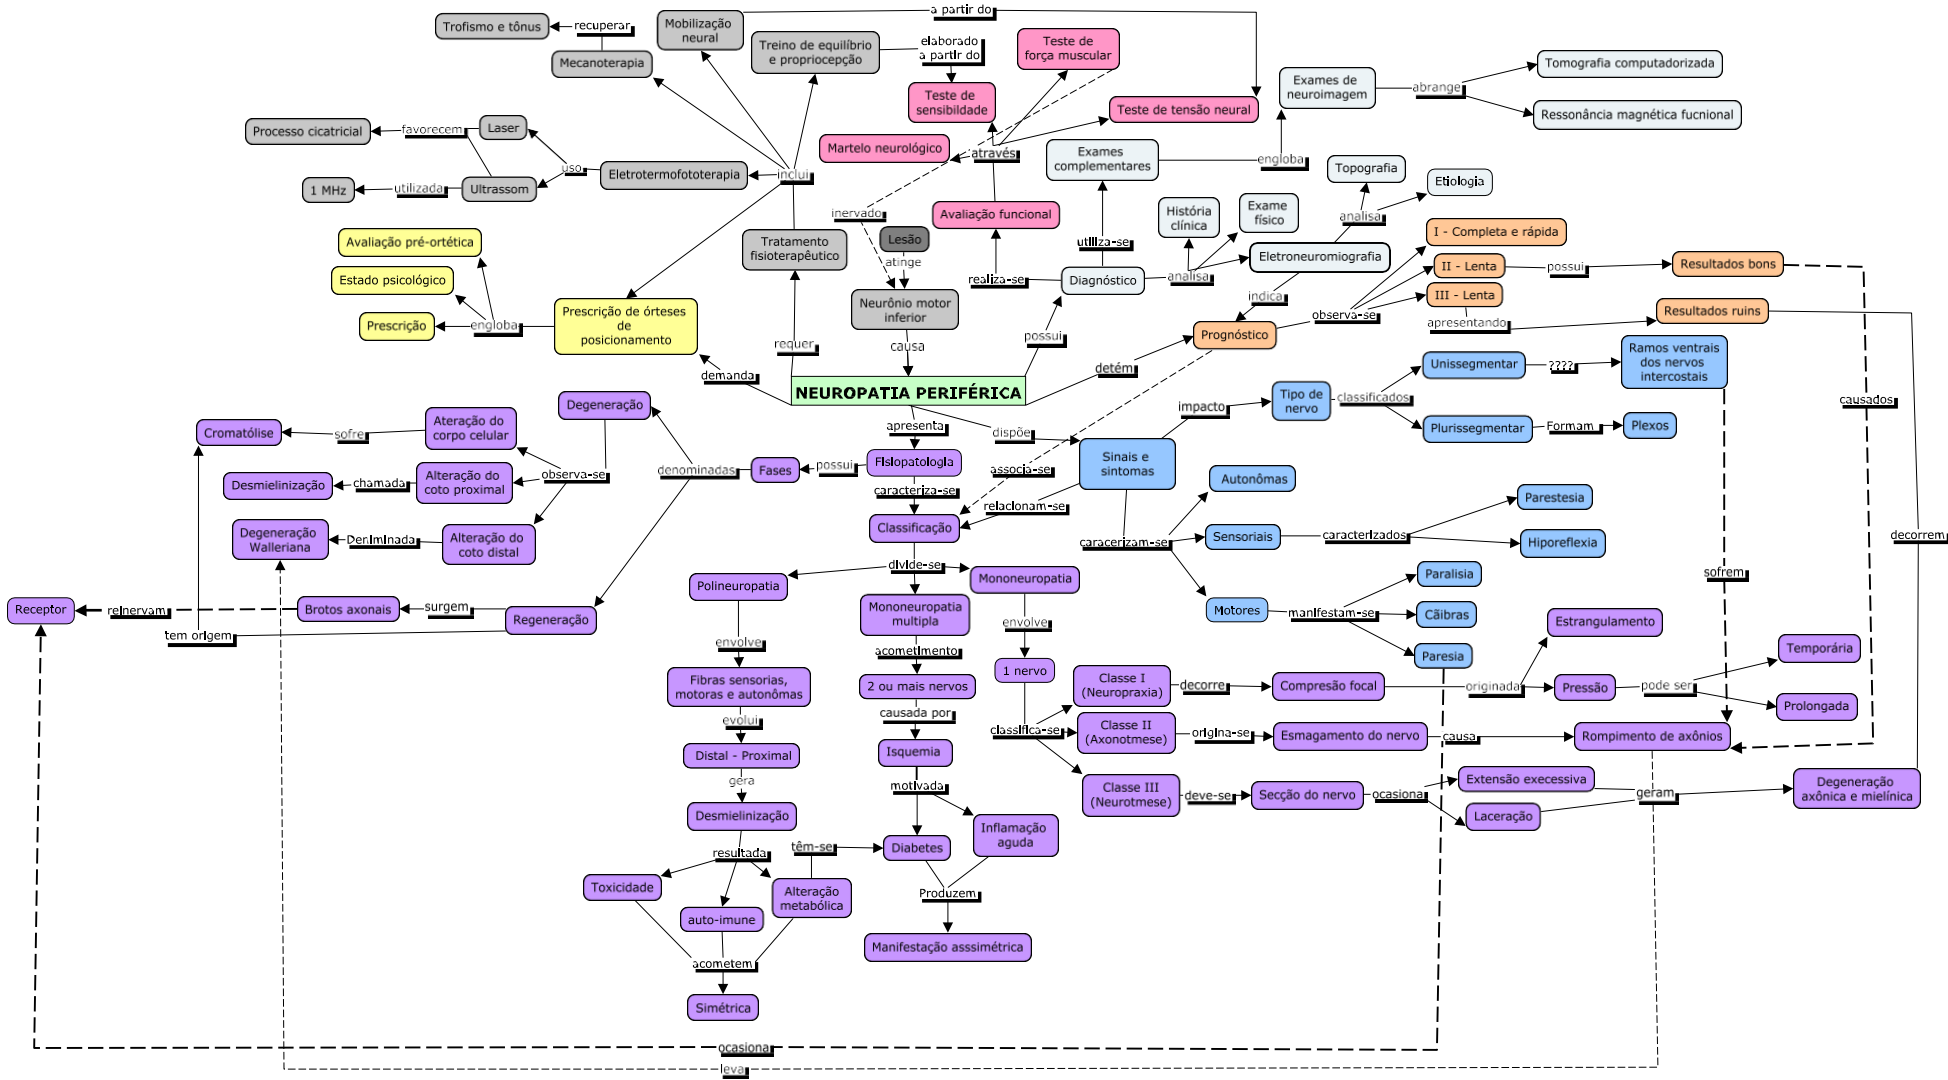 a partir do
Trofismo e tônus
recuperar
Mobilização
neural
Mecanoterapia
Treino de equilíbrio
e propriocepção
elaborado
a partir do
Teste de
força muscular
Teste de
sensibildade
Teste de tensão neural
Exames de
neuroimagem
abrange
Tomografia computadorizada
Ressonância magnética fucnional
Processo cicatricial
favorecem
Laser
1 MHz
utilizada
Ultrassom
uso
Eletrotermofototerapia
inclui
Martelo neurológico
através
Exames
complementares
engloba
Topografia
Etiologia
analisa
inervado
Avaliação funcional
História
clínica
Exame
físico
utiliza-se
Avaliação pré-ortética
Estado psicológico
Prescrição
engloba
Prescrição de órteses
de
posicionamento
Tratamento
fisioterapêutico
requer
Lesão
atinge
Neurônio motor
inferior
causa
realiza-se
Diagnóstico
analisa
Eletroneuromiografia
possui
indica
Prognóstico
observa-se
I - Completa e rápida
II - Lenta
possui
Resultados bons
III - Lenta
apresentando
Resultados ruins
demanda
NEUROPATIA PERIFÉRICA
detém
Unissegmentar
????
Ramos ventrais
dos nervos
intercostais
impacto
Tipo de
nervo
classificados
Plurissegmentar
Formam
Plexos
causados
Degeneração
Cromatólise
sofre
Ateração do
corpo celular
observa-se
Desmielinização
chamada
Alteração do
coto proximal
denominadas
Fases
possui
apresenta
Fisiopatologia
dispõe
Sinais e
sintomas
associa-se
caracteriza-se
relacionam-se
Classificação
Degeneração
Walleriana
Deniminada
Alteração do
coto distal
Autonômas
caracerizam-se
Sensoriais
caracterizados
Parestesia
Hiporeflexia
decorrem
divide-se
Polineuropatia
Mononeuropatia
Mononeuropatia
multipla
Motores
manifestam-se
Paralisia
Cãibras
Paresia
sofrem
Receptor
reinervam
Brotos axonais
surgem
Regeneração
tem origem
envolve
envolve
acometimento
Fibras sensorias,
motoras e autonômas
2 ou mais nervos
1 nervo
Classe I
(Neuropraxia)
decorre
Compresão focal
originada
Estrangulamento
Pressão
pode ser
Temporária
Prolongada
evolui
causada por
classifica-se
Classe II
(Axonotmese)
origina-se
Esmagamento do nervo
causa
Rompimento de axônios
Distal - Proximal
Isquemia
gera
motivada
Classe III
(Neurotmese)
deve-se
Secção do nervo
ocasiona
Extensão execessiva
Laceração
geram
Degeneração
axônica e mielínica
Desmielinização
resultada
têm-se
Diabetes
Inflamação
aguda
Toxicidade
auto-imune
Alteração
metabólica
Produzem
Manifestação asssimétrica
acometem
Simétrica
ocasiona
leva